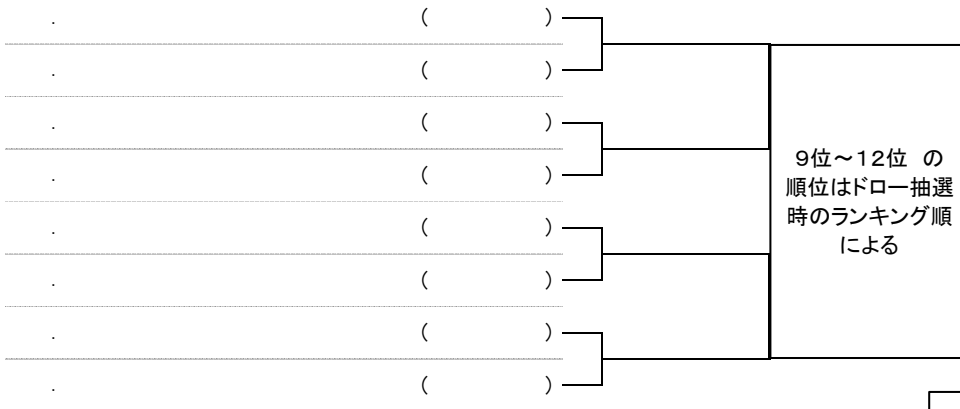 . ( )
. ( )
. ( )
. ( )
. ( )
. ( )
. ( )
. ( )
９位～１２位　の
順位はドロー抽選
時のランキング順
による